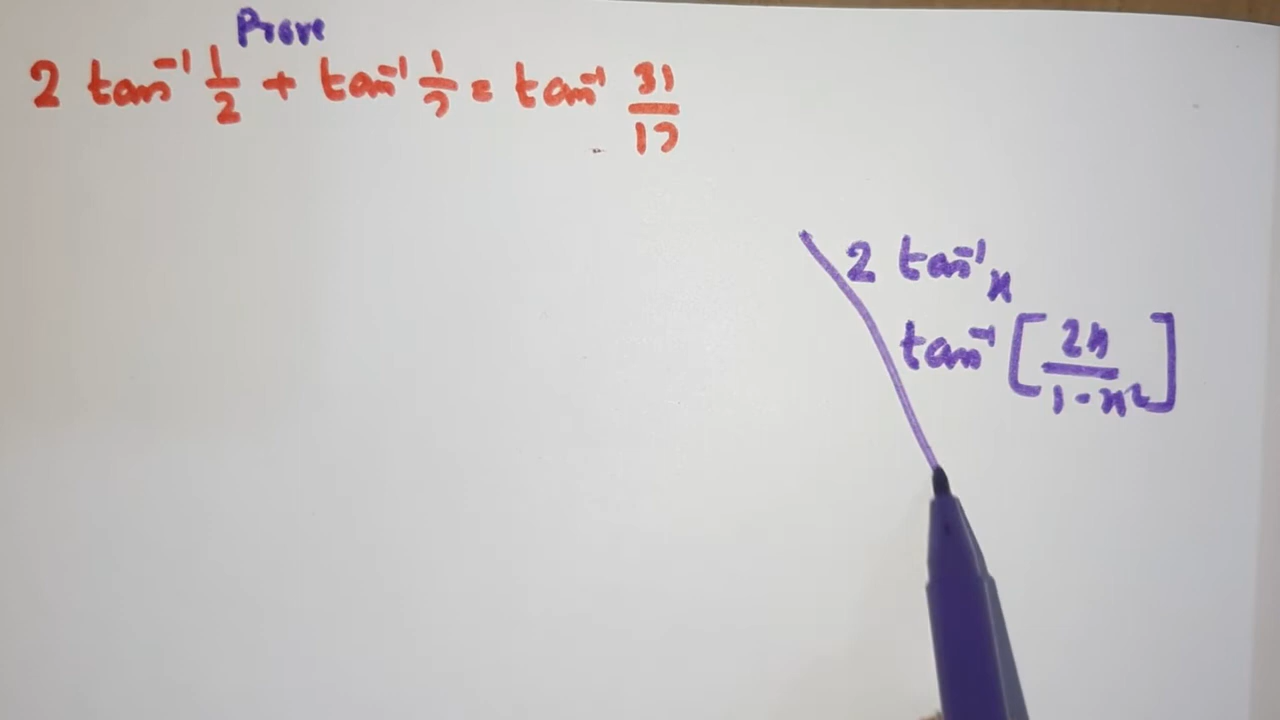 Prove
2 tan⁻¹ 1/2 + tan⁻¹ 1/7 = tan⁻¹ 31/17
2 tan⁻¹x
tan⁻¹ [2x/1-x²]